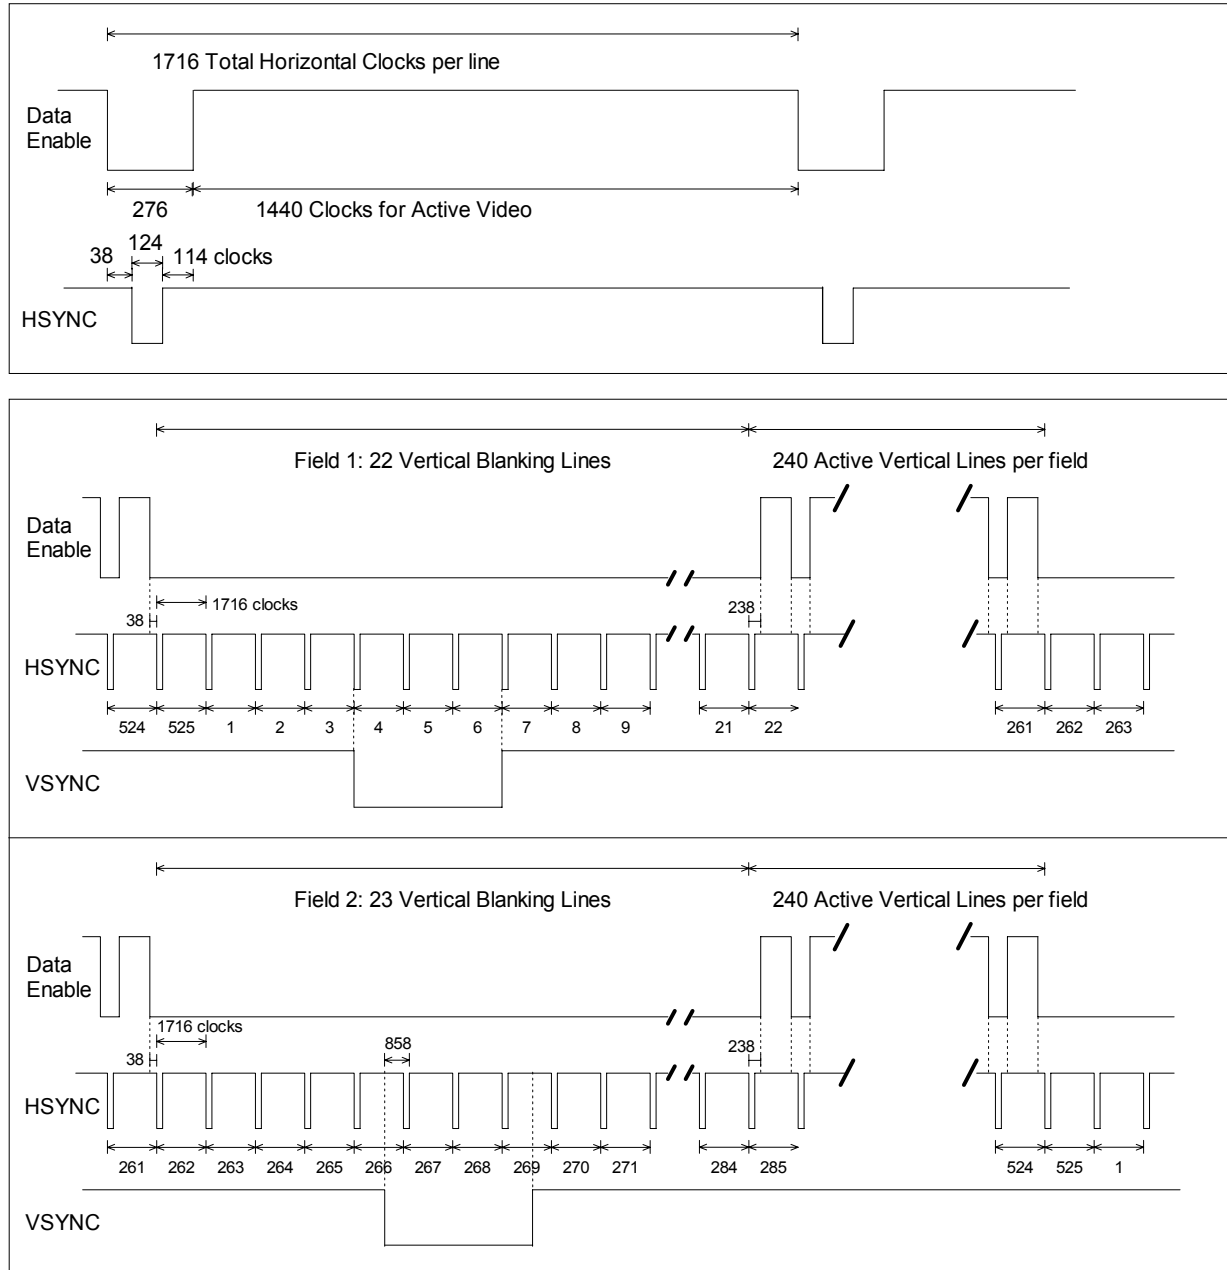 1716 Total Horizontal Clocks per line
Data
Enable
276
1440 Clocks for Active Video
124
38
114 clocks
HSYNC
Field 1: 22 Vertical Blanking Lines
240 Active Vertical Lines per field
Data
Enable
1716 clocks
38
238
HSYNC
524 525 1 2 3 4 5 6 7 8 9 21 22 261 262 263
VSYNC
Field 2: 23 Vertical Blanking Lines
240 Active Vertical Lines per field
Data
Enable
1716 clocks
38
858
238
HSYNC
261 262 263 264 265 266 267 268 269 270 271 284 285 524 525 1
VSYNC